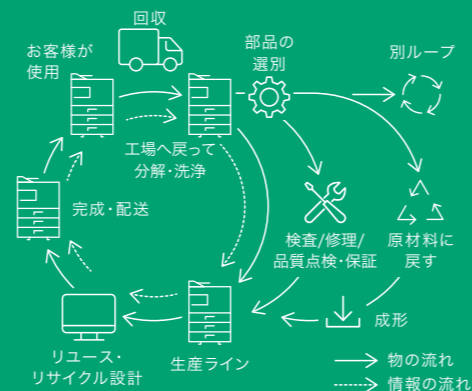 回収
お客様が
使用
部品の
選別
別ループ
工場へ戻って
分解・洗浄
完成・配送
検査/修理/
品質点検・保証
原材料に
戻す
成形
リユース・
リサイクル設計
生産ライン
物の流れ
情報の流れ